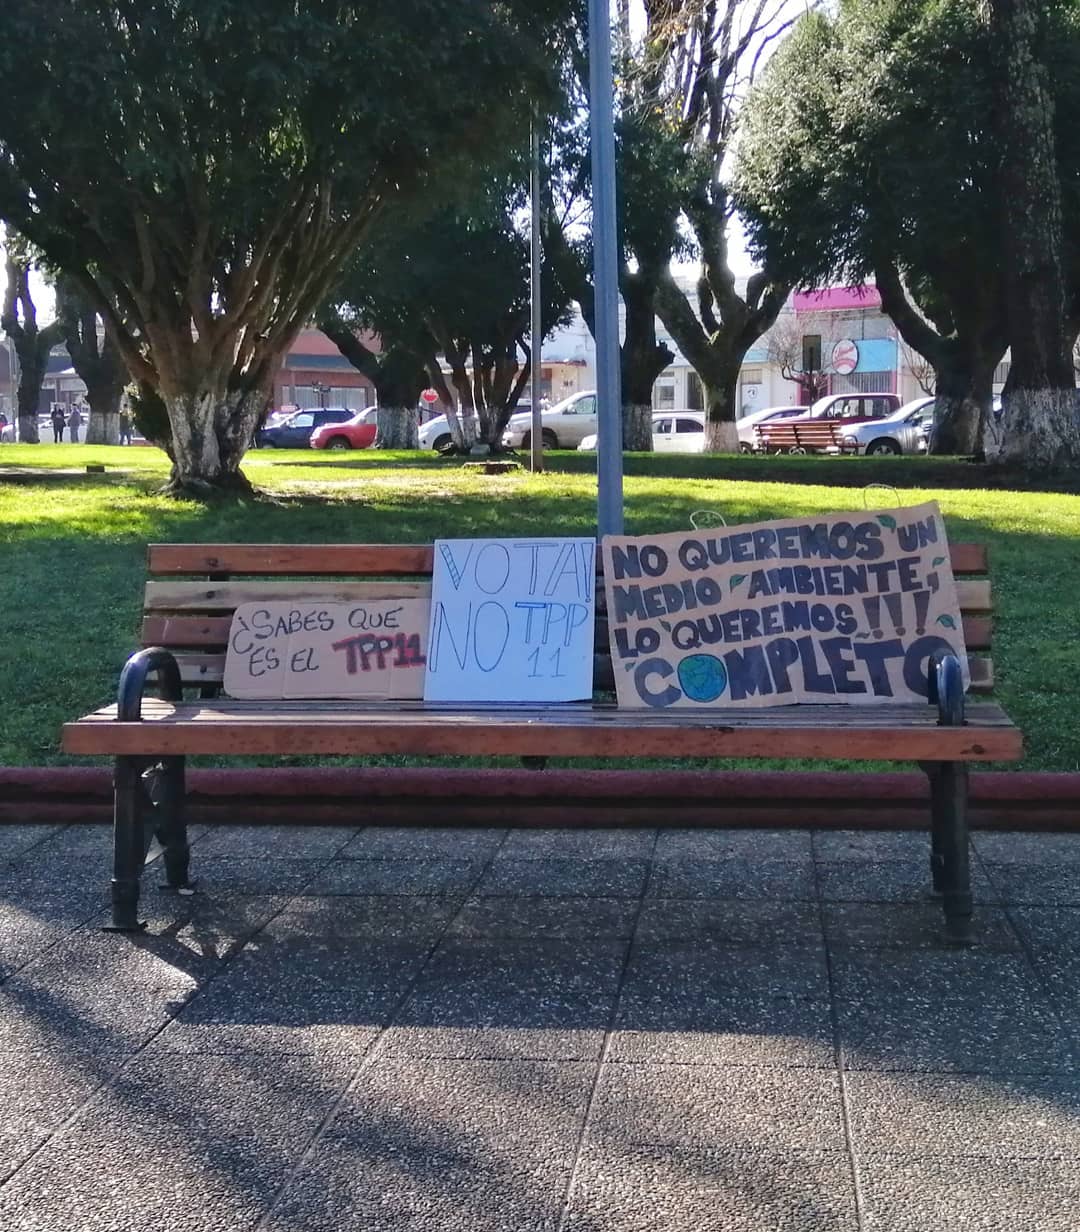 ¿SABES QUE
ES EL TPP11
VOTA!
NO TPP
11
NO QUEREMOS UN
MEDIO AMBIENTE,
LO QUEREMOS!!!
COMPLETO